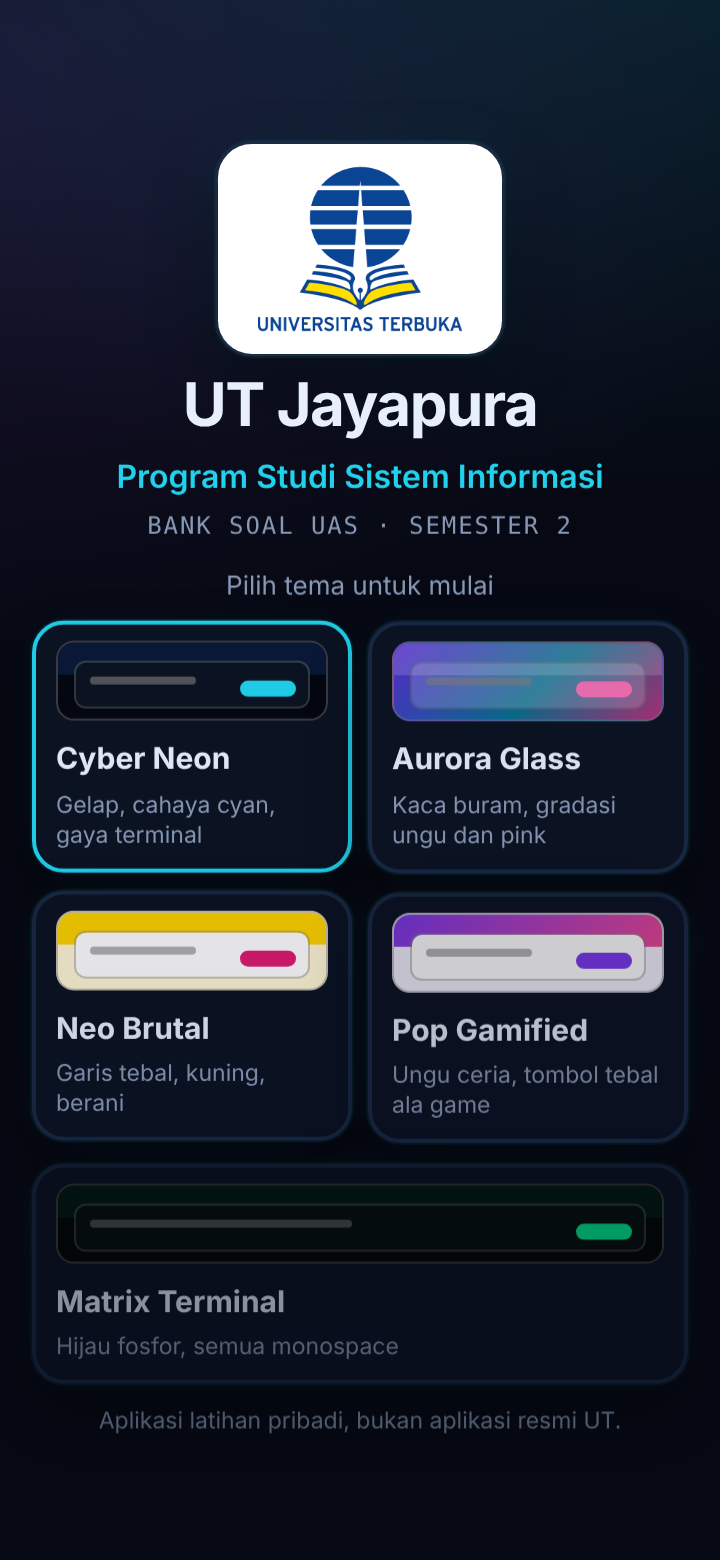 UNIVERSITAS TERBUKA
UT Jayapura
Program Studi Sistem Informasi
BANK SOAL UAS · SEMESTER 2
Pilih tema untuk mulai
Cyber Neon
Gelap, cahaya cyan,
gaya terminal
Aurora Glass
Kaca buram, gradasi
ungu dan pink
Neo Brutal
Garis tebal, kuning,
berani
Pop Gamified
Ungu ceria, tombol tebal
ala game
Matrix Terminal
Hijau fosfor, semua monospace
Aplikasi latihan pribadi, bukan aplikasi resmi UT.